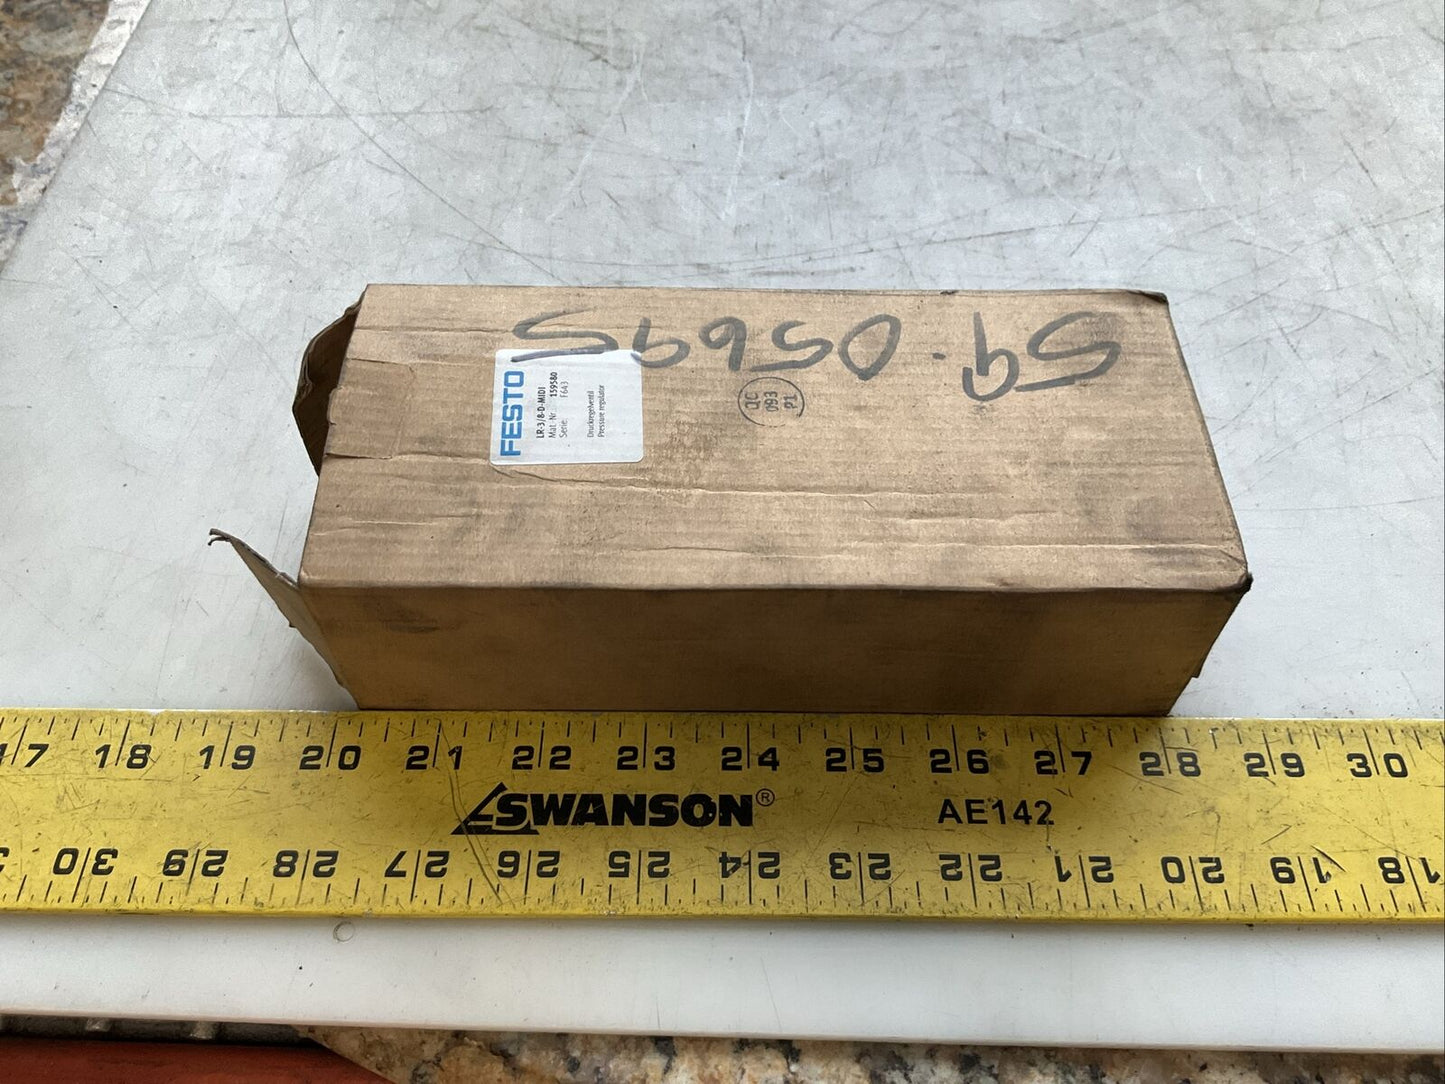 59.05695
FESTO
LR-3/8-D-MIDI
Mat.-Nr.: 159580
Serie F643
Druckregelventil
Pressure regulator
QC
093
P1
17 18 19 20 21 22 23 24 25 26 27 28 29 30
SWANSON® AE142
30 29 28 27 26 25 24 23 22 21 20 19 18